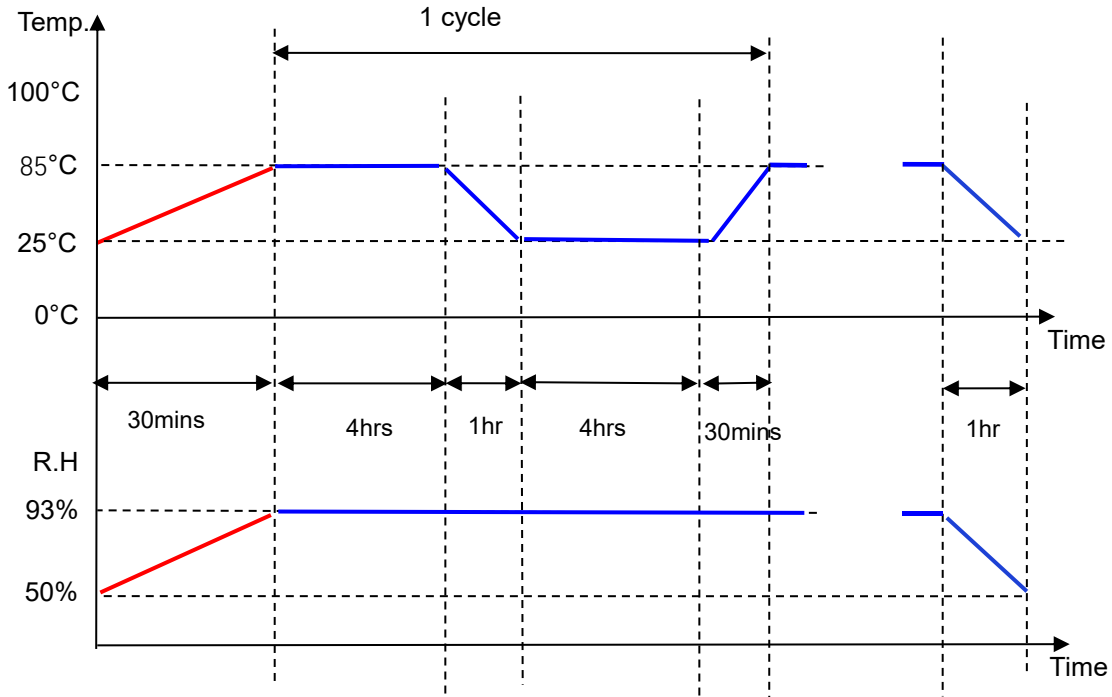 1 cycle
Temp.
100°C
85°C
25°C
0°C
Time
30mins
4hrs
1hr
4hrs
30mins
1hr
R.H
93%
50%
Time